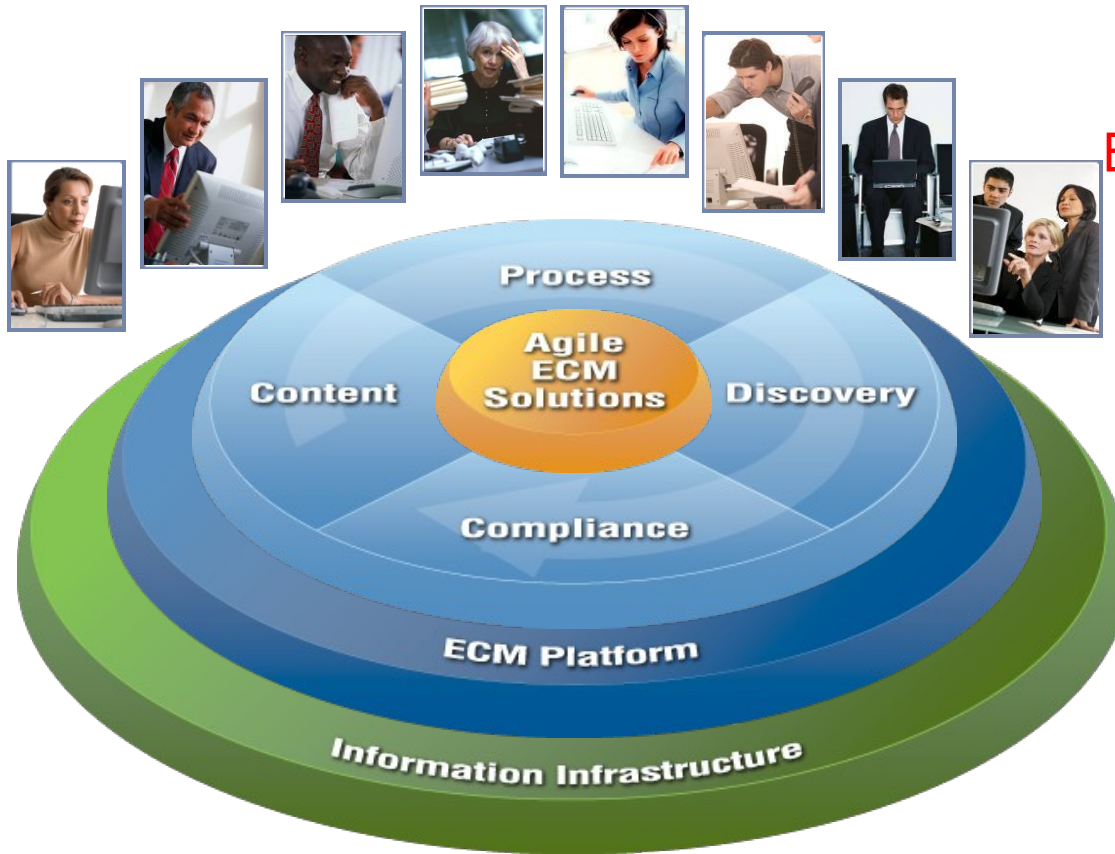 Process
Agile
ECM
Solutions
Content
Discovery
Compliance
ECM Platform
Information Infrastructure